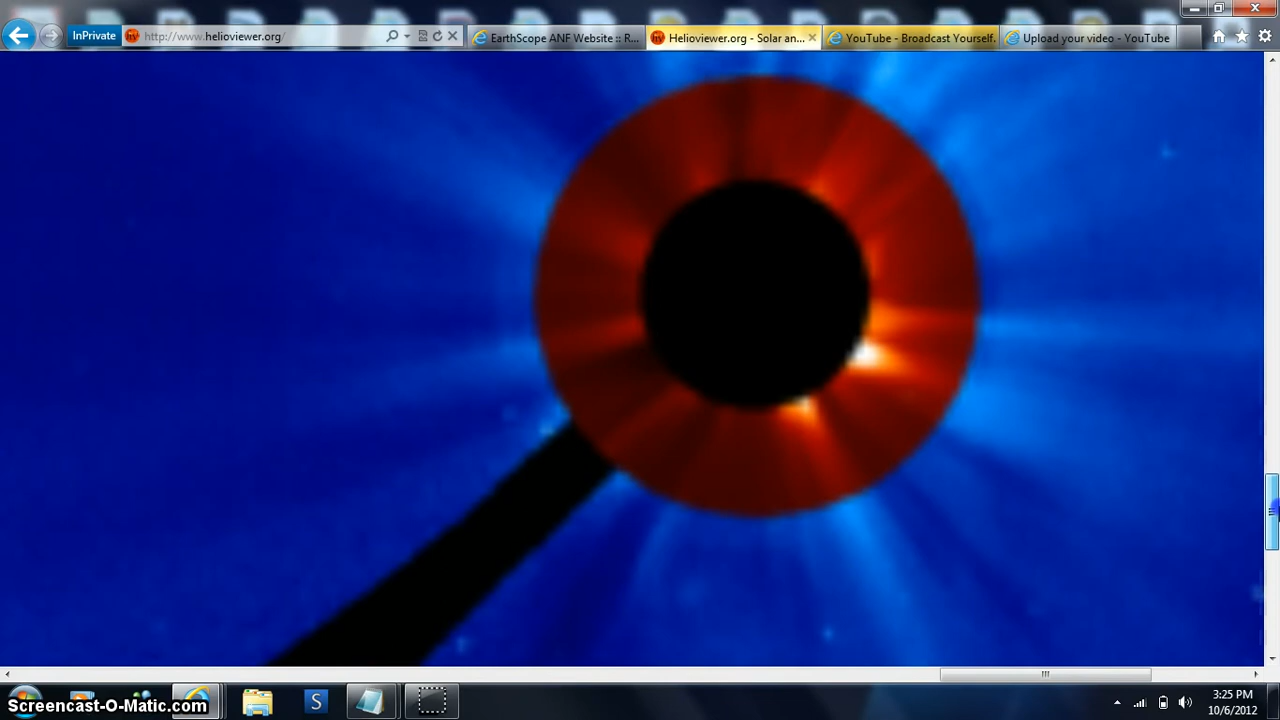 InPrivate
http://www.helioviewer.org/
EarthScope ANF Website :: R...
Helioviewer.org - Solar an...
YouTube - Broadcast Yourself.
Upload your video - YouTube
S
3:25 PM
10/6/2012
Screencast-O-Matic.com